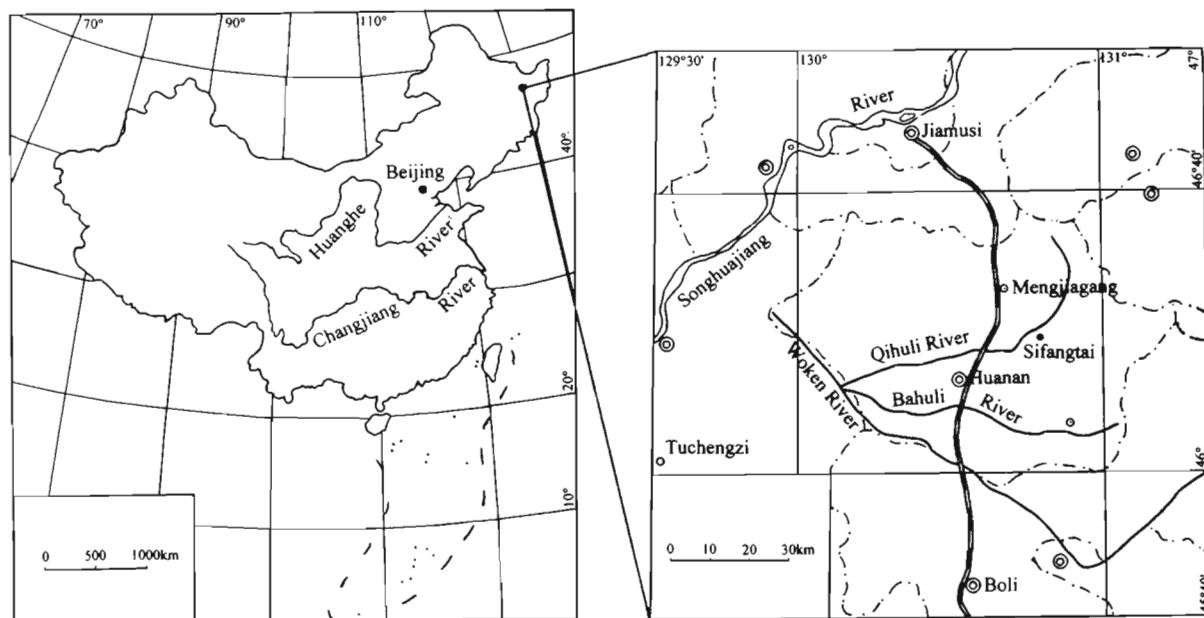 70°
90°
110°
40°
Beijing
Huanghe
River
Changjiang
River
20°
10°
0 500 1000km
129°30'
130°
131°
47°
River
Jiamusi
46°40'
Songhuajiang
Mengjiagang
Qihuli River
Sifangtai
Woken River
Huanan
Bahuli
River
Tuchengzi
46°
0 10 20 30km
Boli